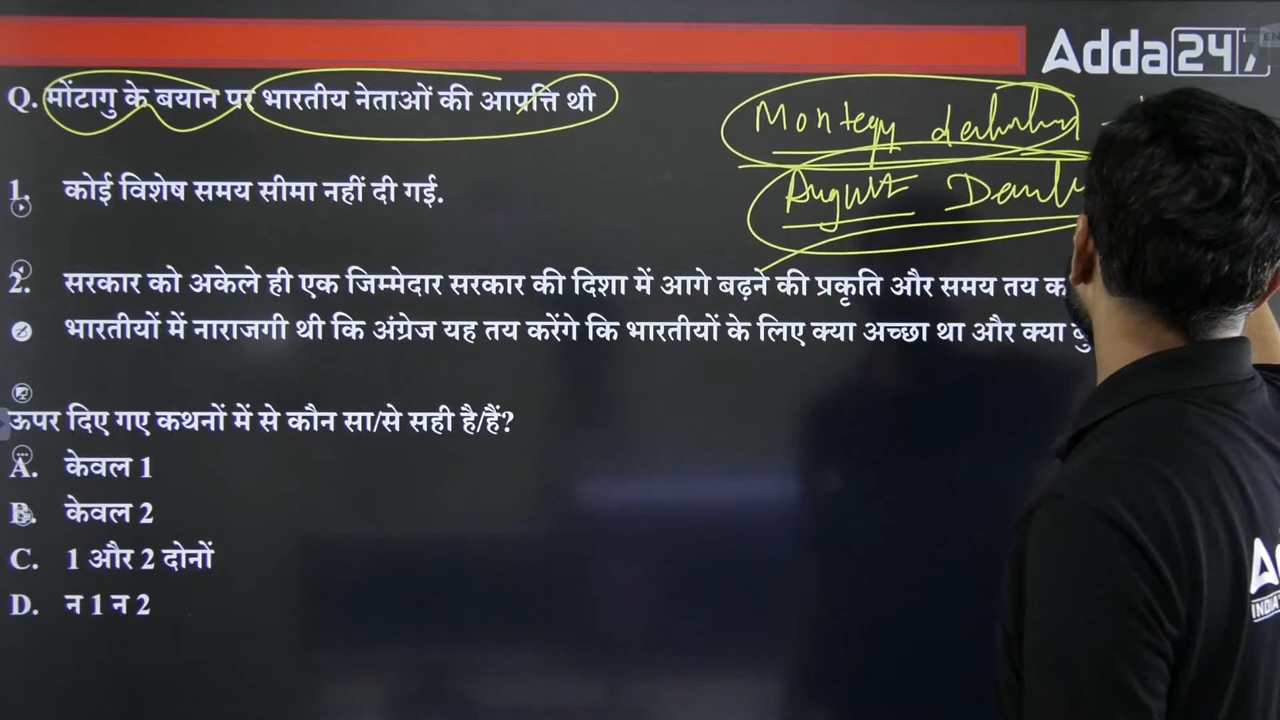 Adda247
Q. मोंटागु के बयान पर भारतीय नेताओं की आपत्ति थी
1. कोई विशेष समय सीमा नहीं दी गई.
August
2. सरकार को अकेले ही एक जिम्मेदार सरकार की दिशा में आगे बढ़ने की प्रकृति और समय तय
भारतीयों में नाराजगी थी कि अंग्रेज यह तय करेंगे कि भारतीयों के लिए क्या अच्छा था और क्या
ऊपर दिए गए कथनों में से कौन सा/से सही है/हैं?
A. केवल 1
B. केवल 2
C. 1 और 2 दोनों
D. न 1 न 2